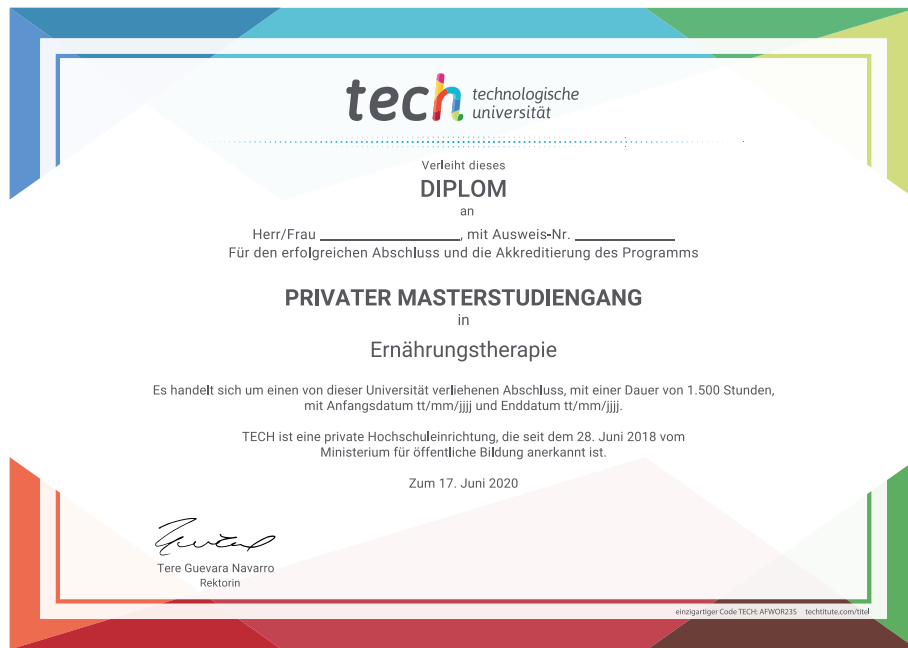 tech technologische
universität
Verleiht dieses
DIPLOM
an
Herr/Frau ____________________, mit Ausweis-Nr. ______________
Für den erfolgreichen Abschluss und die Akkreditierung des Programms
PRIVATER MASTERSTUDIENGANG
in
Ernährungstherapie
Es handelt sich um einen von dieser Universität verliehenen Abschluss, mit einer Dauer von 1.500 Stunden,
mit Anfangsdatum tt/mm/jjjj und Enddatum tt/mm/jjjj.
TECH ist eine private Hochschuleinrichtung, die seit dem 28. Juni 2018 vom
Ministerium für öffentliche Bildung anerkannt ist.
Zum 17. Juni 2020
Tere Guevara Navarro
Rektorin
einzigartiger Code TECH: AFWOR23S techtitute.com/titel